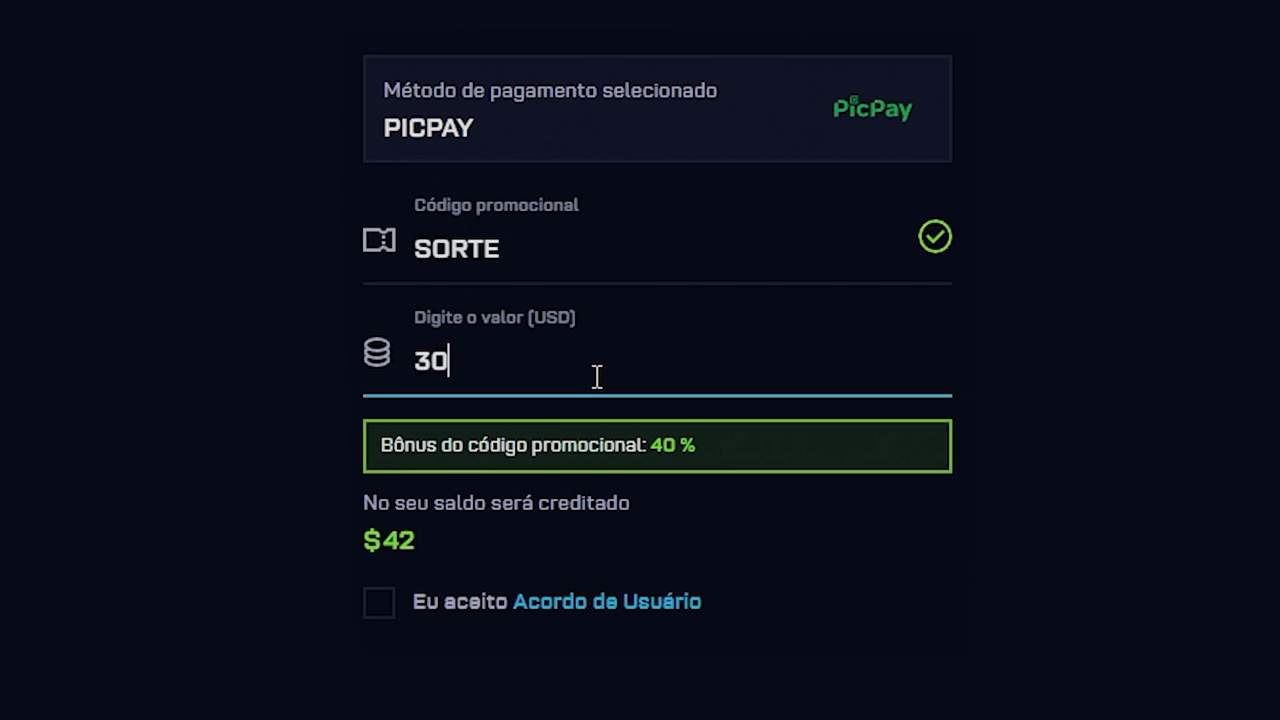 Método de pagamento selecionado
PICPAY
PicPay
Código promocional
SORTE
Digite o valor (USD)
30
Bônus do código promocional: 40 %
No seu saldo será creditado
$42
Eu aceito Acordo de Usuário